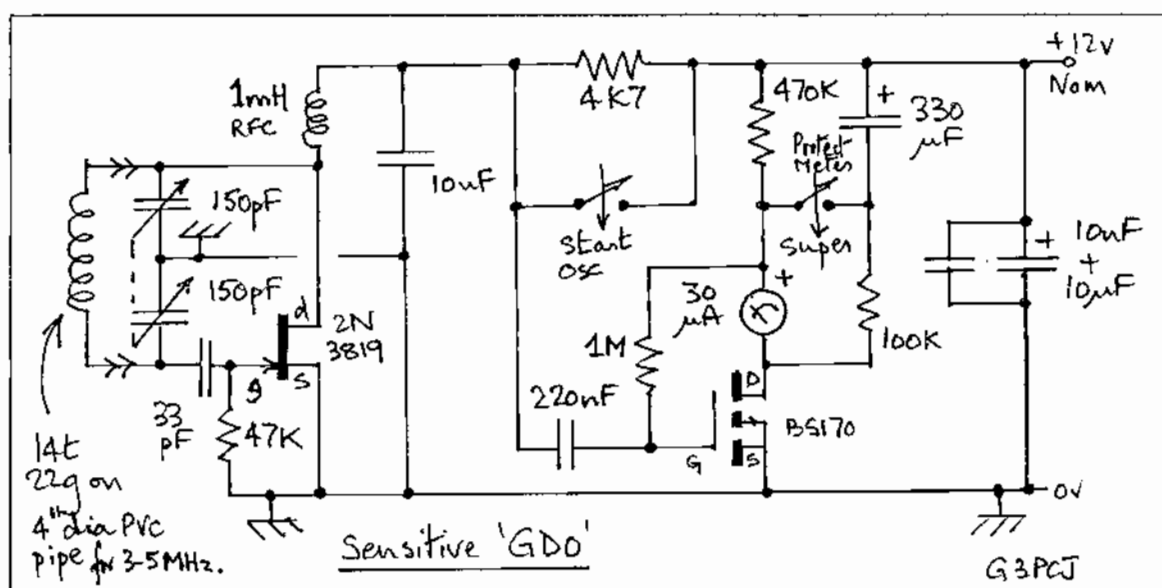 +12v
Nom
1mH
RFC
4K7
470K
+
330
µF
Protect
Meter
10nF
150pF
start
osc
Super
+
10nF
+
10µF
150pF
30
µA
+
100K
d
2N
3819
g
s
1M
220nF
D
BS170
G
S
33
pF
47K
14t
22g on
4" dia PVC
pipe for 3-5MHz.
0V
Sensitive 'GDO'
G3PCJ